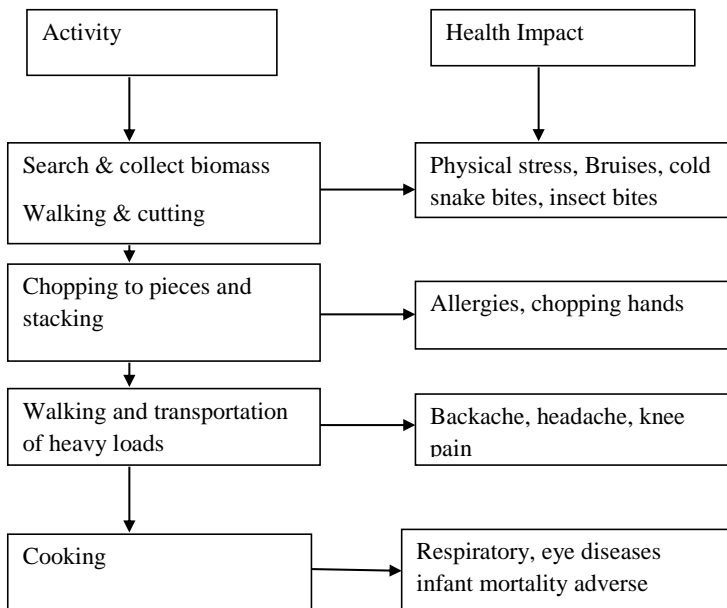 Activity
Health Impact
Search & collect biomass
Walking & cutting
Physical stress, Bruises, cold
snake bites, insect bites
Chopping to pieces and
stacking
Allergies, chopping hands
Walking and transportation
of heavy loads
Backache, headache, knee
pain
Cooking
Respiratory, eye diseases
infant mortality adverse